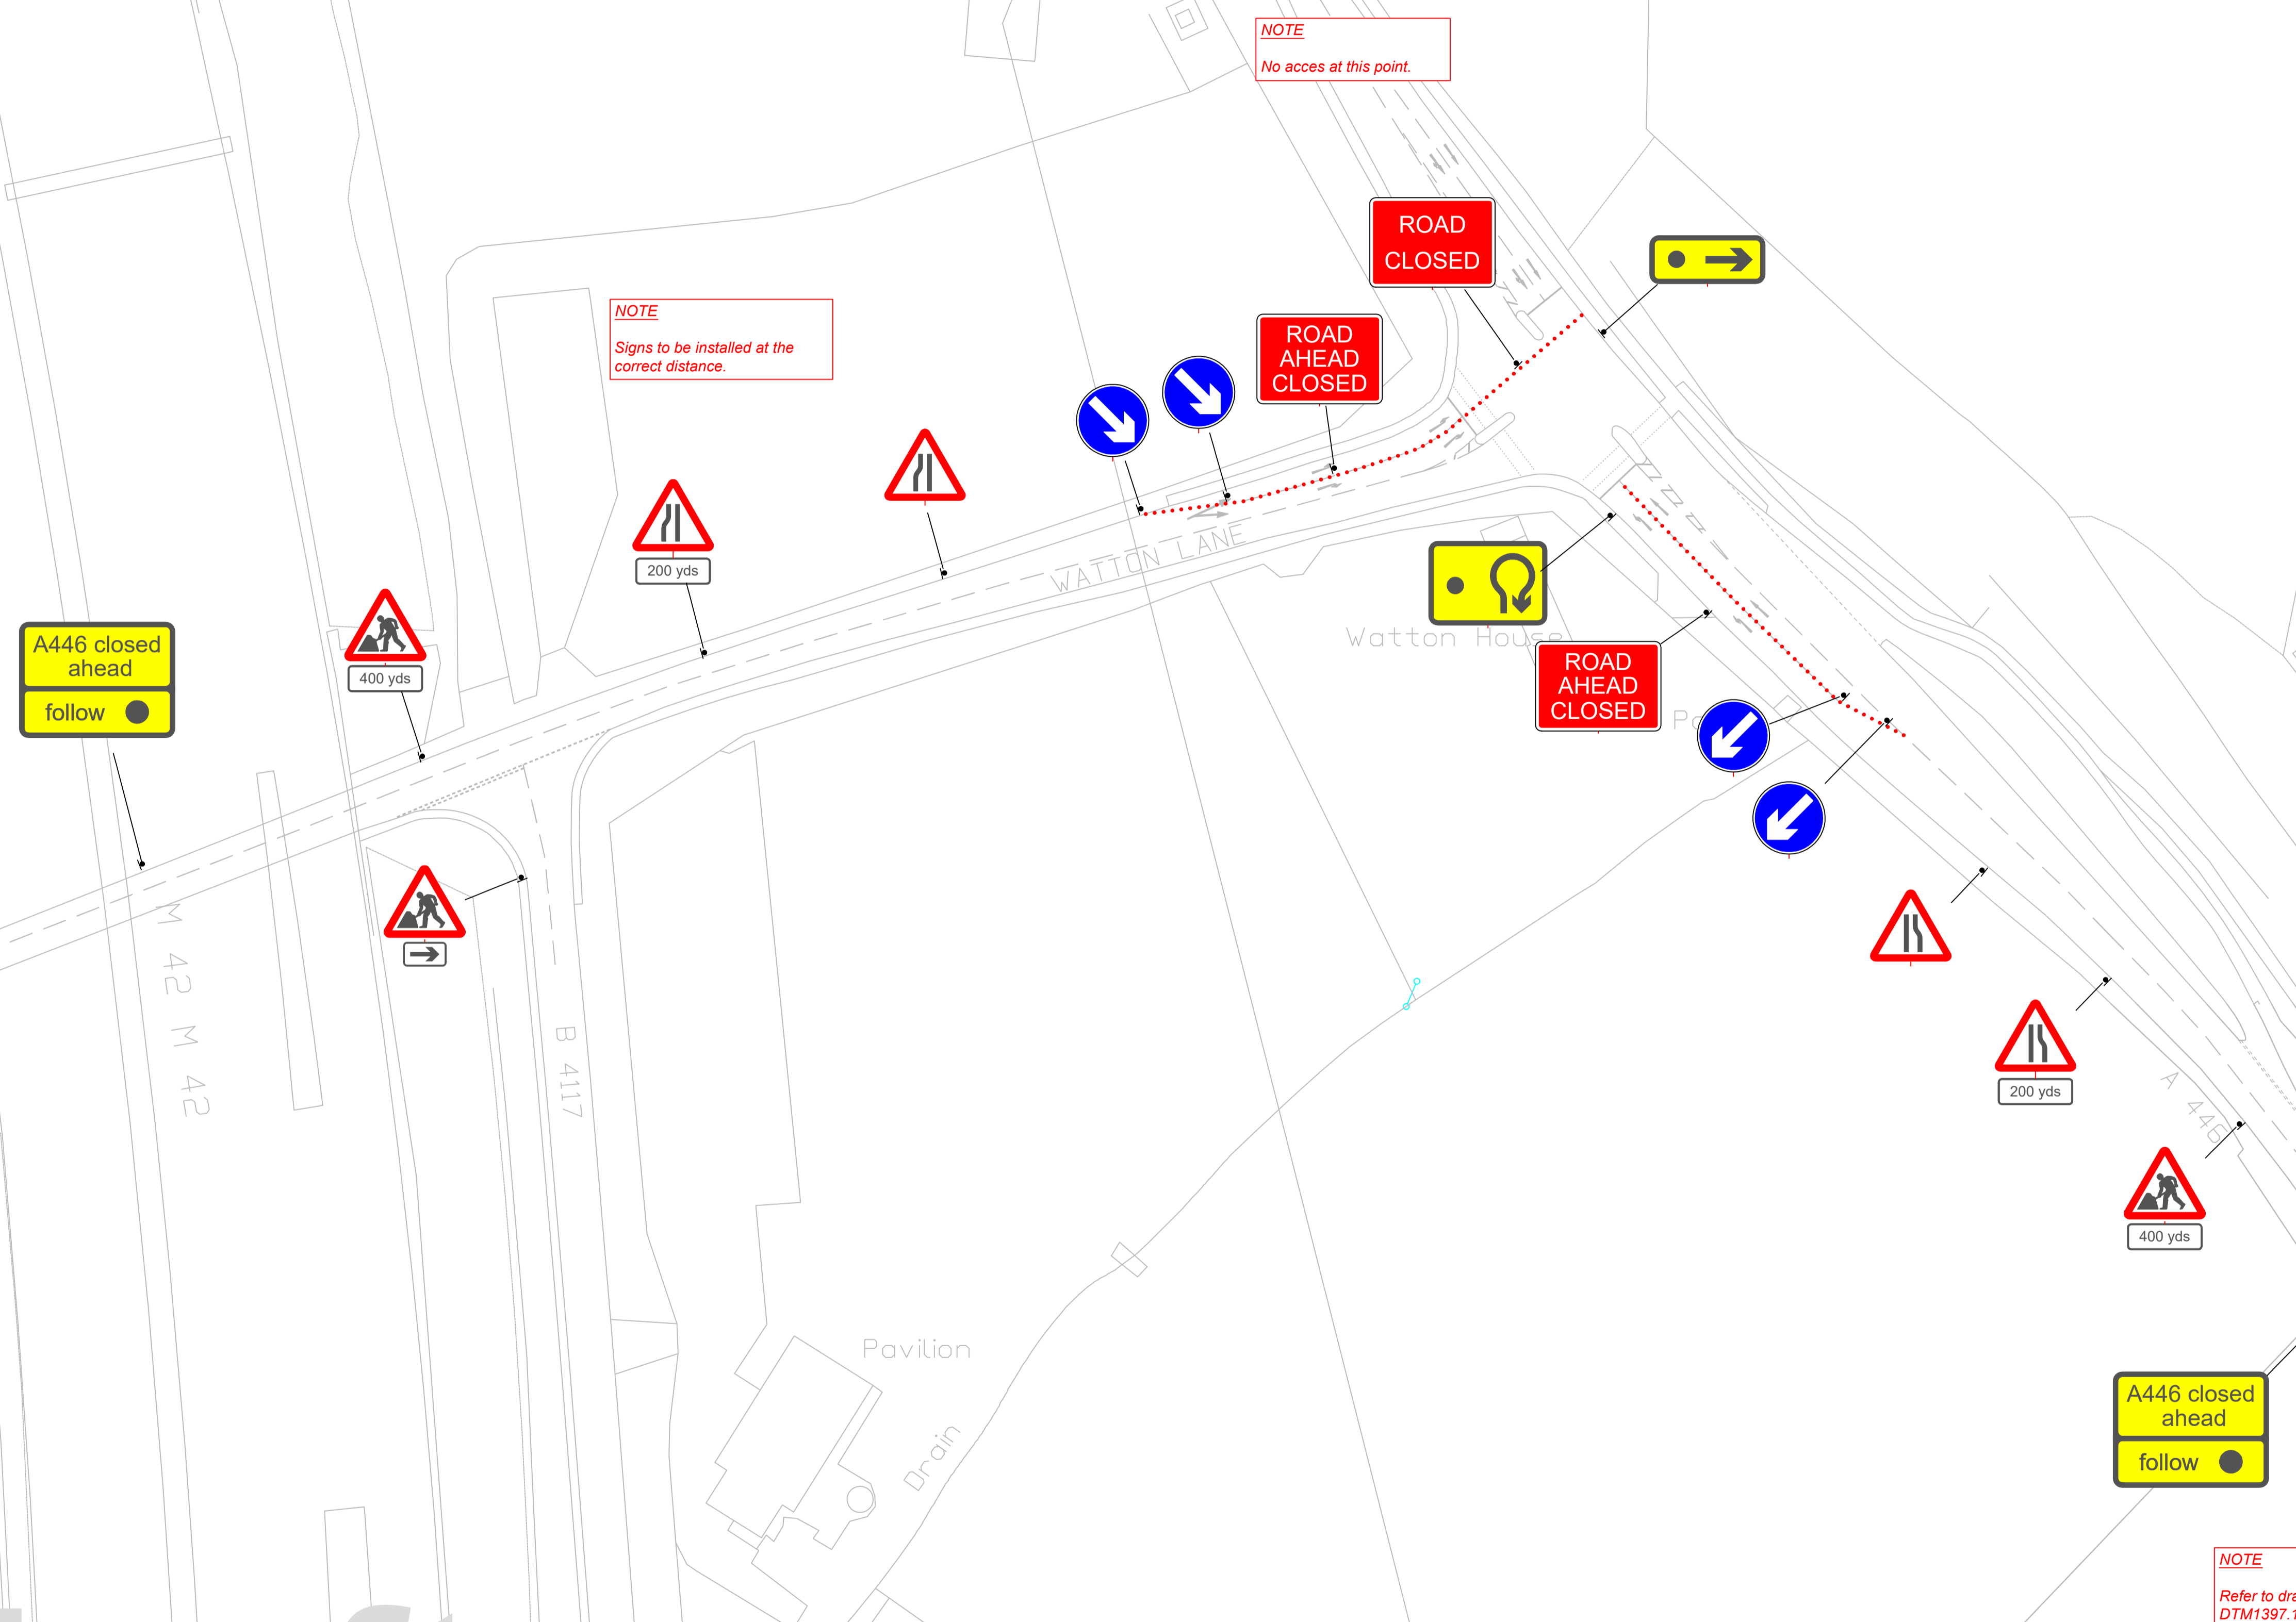 NOTE
No acces at this point.
ROAD
CLOSED
NOTE
Signs to be installed at the
correct distance.
ROAD
AHEAD
CLOSED
200 yds
WATTON LANE
A446 closed
ahead
follow
400 yds
Watton House
ROAD
AHEAD
CLOSED
M 42 M 42
B 4117
A 446
200 yds
400 yds
Pavilion
Drain
A446 closed
ahead
follow
NOTE
Refer to
DTM1397.